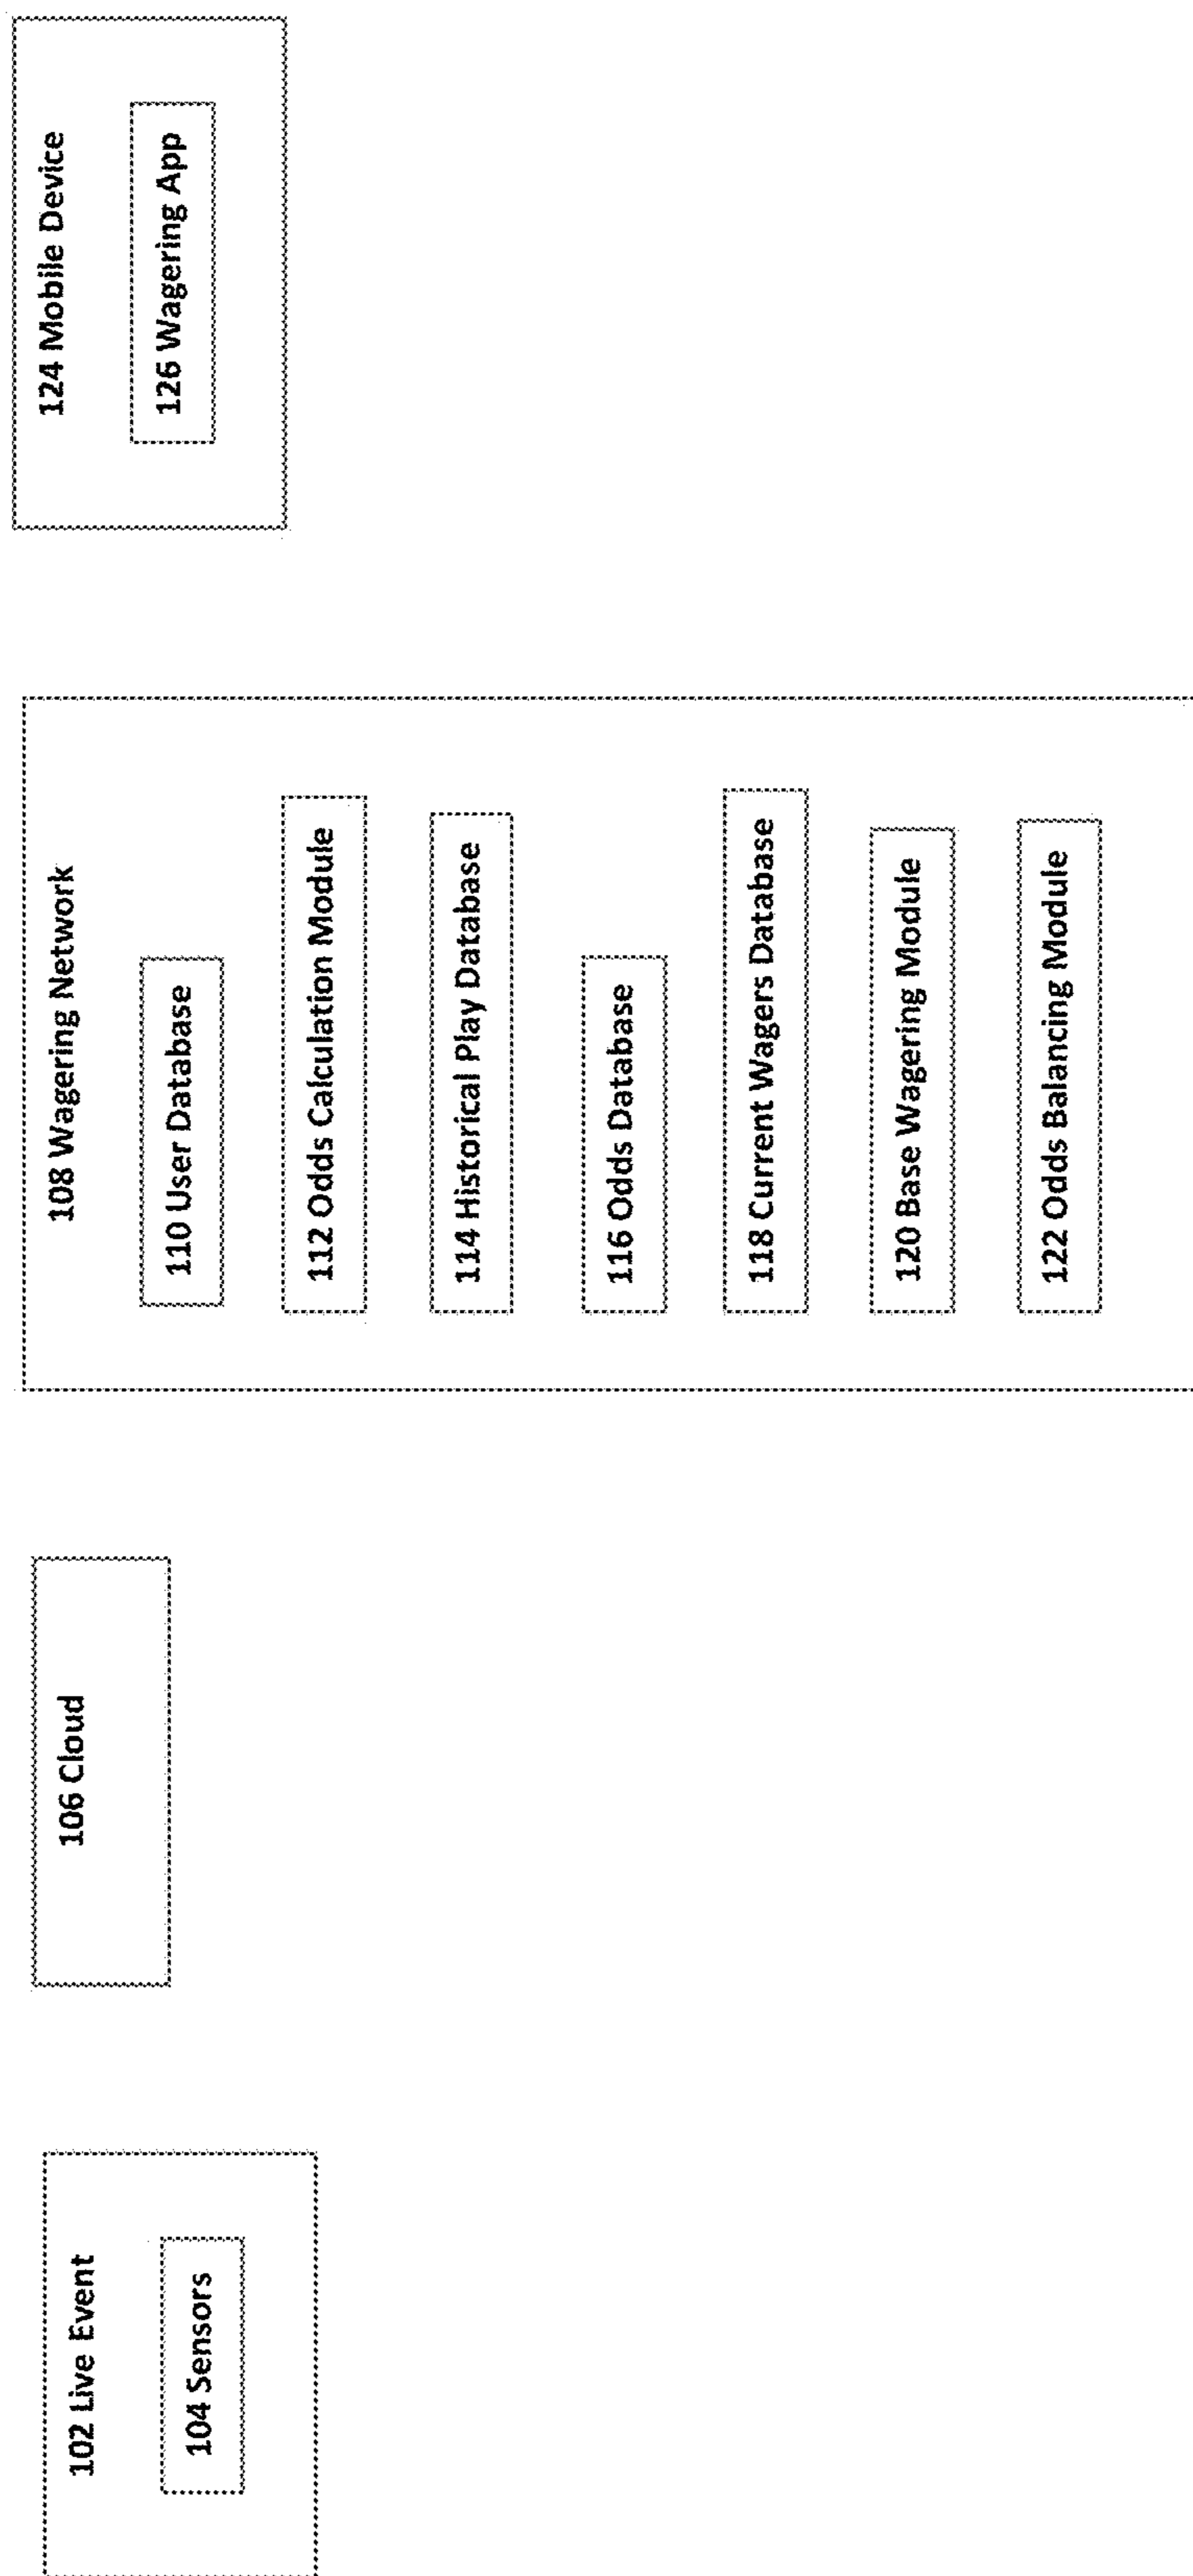 102 Live Event
104 Sensors
106 Cloud
108 Wagering Network
110 User Database
112 Odds Calculation Module
114 Historical Play Database
116 Odds Database
118 Current Wagers Database
120 Base Wagering Module
122 Odds Balancing Module
124 Mobile Device
126 Wagering App